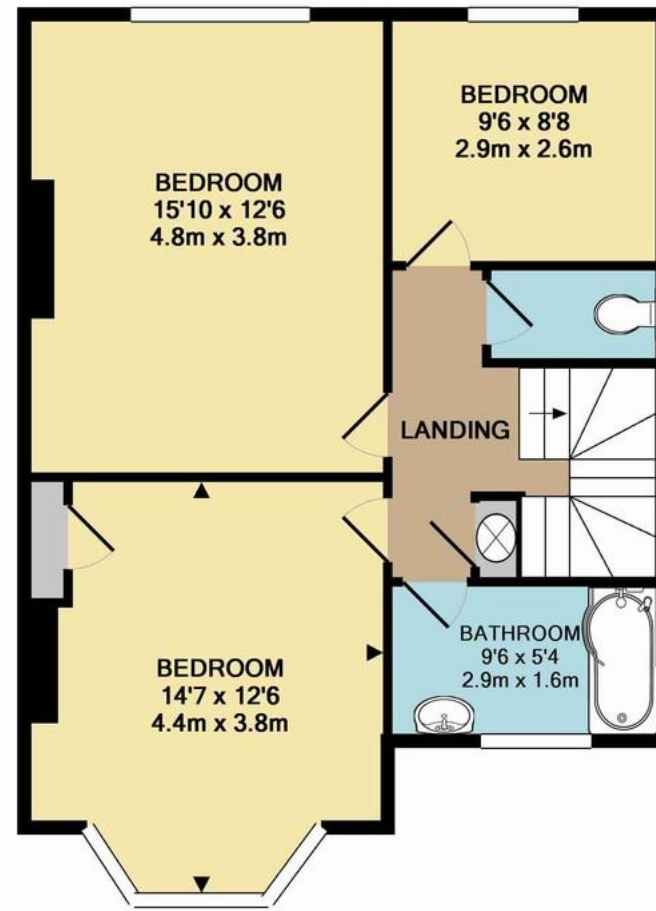 BEDROOM
15'10 x 12'6
4.8m x 3.8m
BEDROOM
9'6 x 8'8
2.9m x 2.6m
LANDING
BEDROOM
14'7 x 12'6
4.4m x 3.8m
BATHROOM
9'6 x 5'4
2.9m x 1.6m